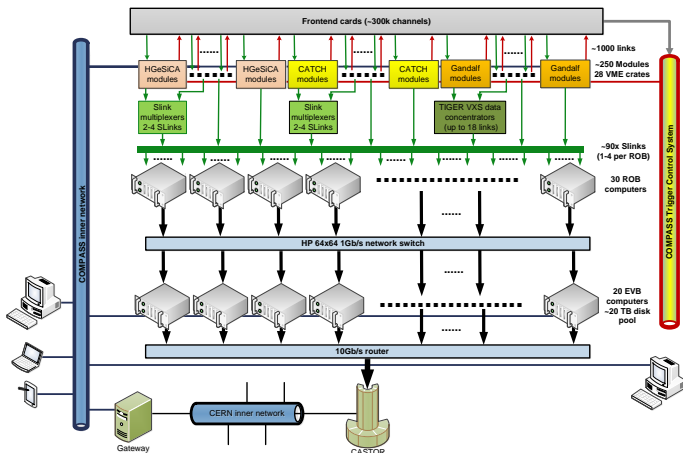 Frontend cards (~300k channels)
~1000 links
HGeSiCA
modules
HGeSiCA
modules
CATCH
modules
CATCH
modules
Gandalf
modules
Gandalf
modules
~250 Modules
28 VME crates
Slink
multiplexers
2-4 SLinks
Slink
multiplexers
2-4 SLinks
TIGER VXS data
concentrators
(up to 18 links)
~90x Slinks
(1-4 per ROB)
30 ROB
computers
COMPASS inner network
COMPASS Trigger Control System
HP 64x64 1Gb/s network switch
20 EVB
computers
~20 TB disk
pool
10Gb/s router
CERN inner network
Gateway
CASTOR